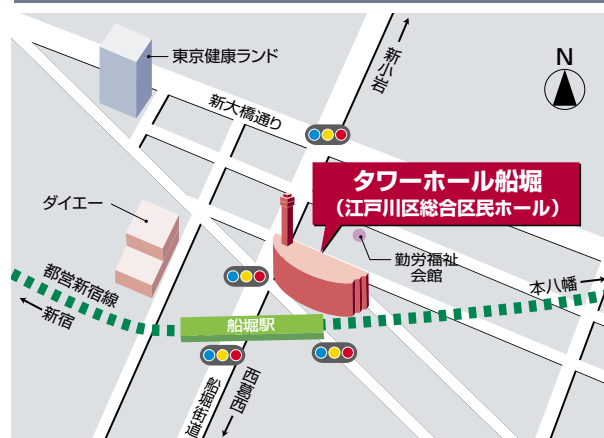 東京健康ランド
新小岩
N
新大橋通り
タワーホール船堀
（江戸川区総合区民ホール）
ダイエー
勤労福祉
会館
都営新宿線
新宿
本八幡
船堀駅
船堀街道
西葛西